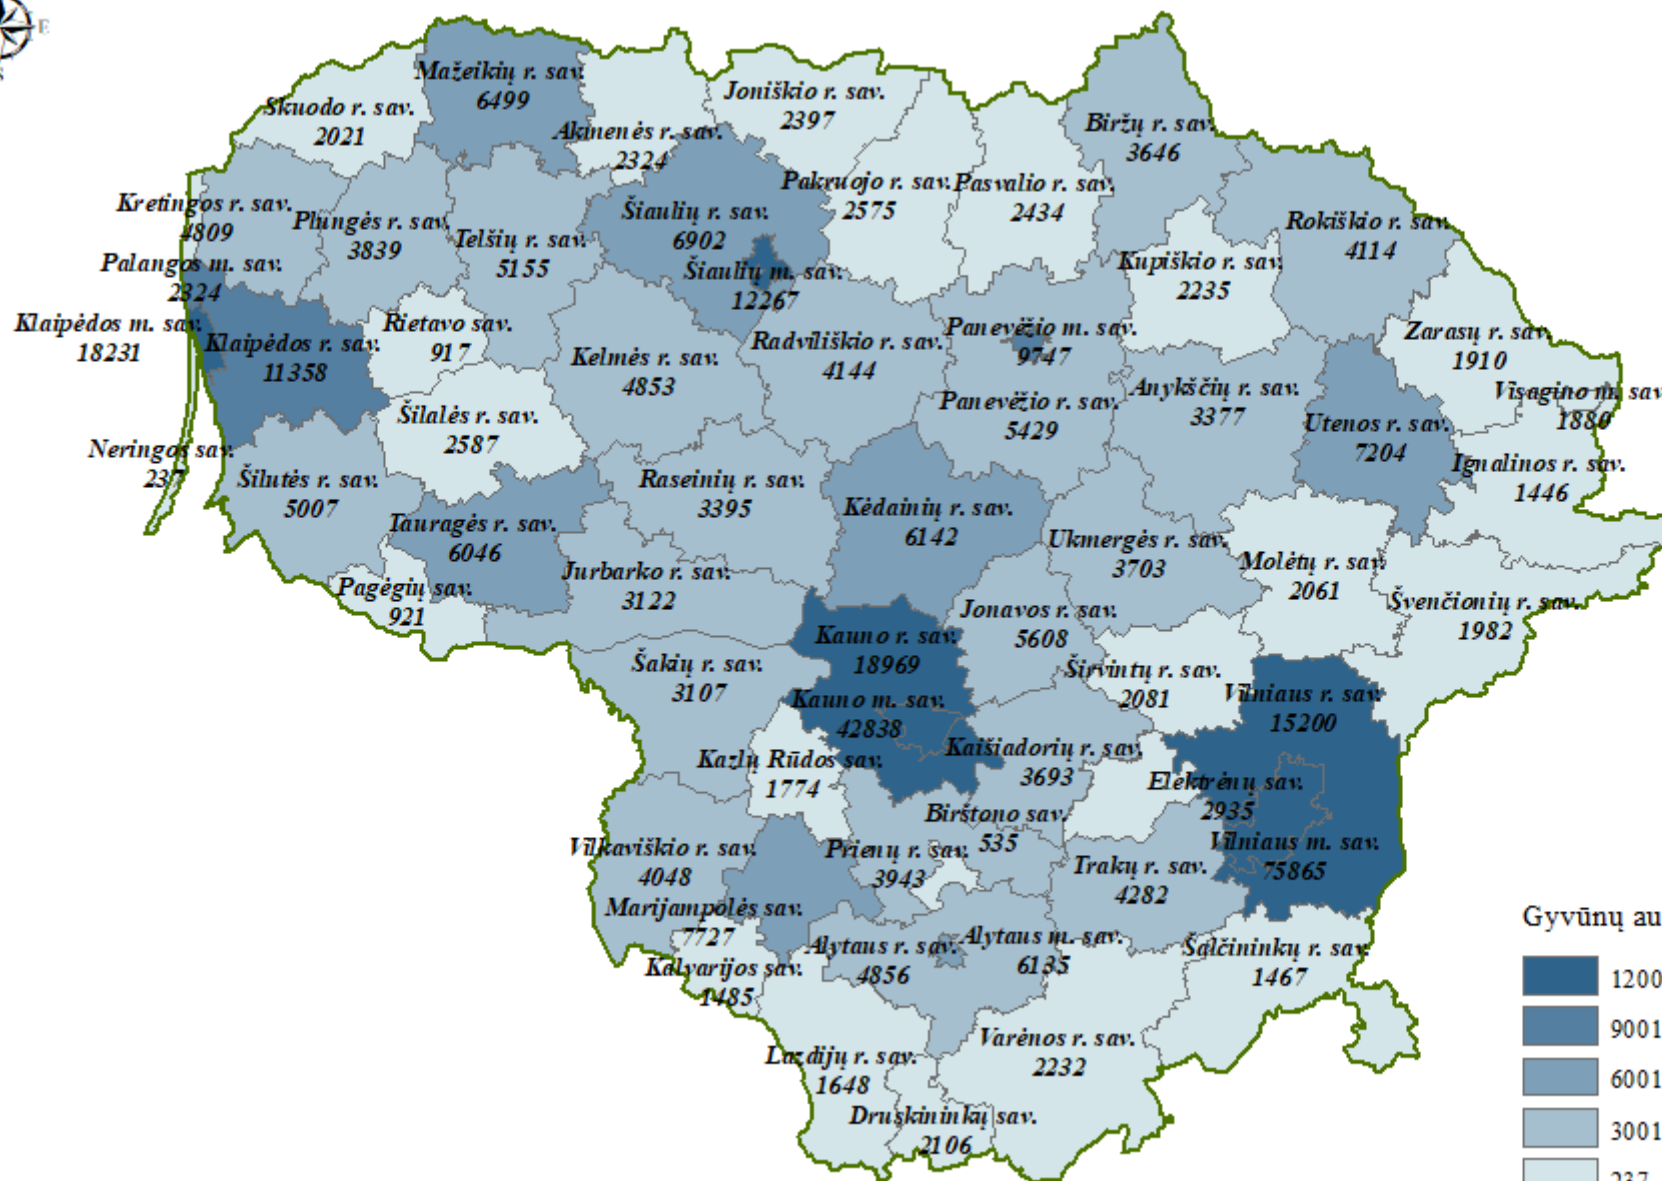 E
S
Mažeikių r. sav.
6499
Skuodo r. sav.
2021
Akmenės r. sav.
2324
Joniškio r. sav.
2397
Biržų r. sav.
3646
Pakruojo r. sav.
2575
Pasvalio r. sav.
2434
Kretingos r. sav.
4809
Plungės r. sav.
3839
Telšių r. sav.
5155
Šiaulių r. sav.
6902
Rokiškio r. sav.
4114
Palangos m. sav.
2324
Šiaulių m. sav.
12267
Kupiškio r. sav.
2235
Klaipėdos m. sav.
18231
Klaipėdos r. sav.
11358
Rietavo sav.
917
Kelmės r. sav.
4853
Radviliškio r. sav.
4144
Panevėžio m. sav.
9747
Zarasų r. sav.
1910
Visagino m. sav.
1880
Anykščių r. sav.
3377
Panevėžio r. sav.
5429
Šilalės r. sav.
2587
Utenos r. sav.
7204
Neringos sav.
237
Šilutės r. sav.
5007
Raseinių r. sav.
3395
Ignalinos r. sav.
1446
Kėdainių r. sav.
6142
Tauragės r. sav.
6046
Ukmergės r. sav.
3703
Molėtų r. sav.
2061
Pagėgių sav.
921
Jurbarko r. sav.
3122
Jonavos r. sav.
5608
Švenčionių r. sav.
1982
Kauno r. sav.
18969
Šakių r. sav.
3107
Širvintų r. sav.
2081
Vilniaus r. sav.
15200
Kauno m. sav.
42838
Kazlų Rūdos sav.
1774
Kaišiadorių r. sav.
3693
Elektrėnų sav.
2935
Birštono sav.
535
Vilkaviškio r. sav.
4048
Prienų r. sav.
3943
Trakų r. sav.
4282
Vilniaus m. sav.
75865
Marijampolės sav.
7727
Alytaus r. sav.
4856
Alytaus m. sav.
6135
Šalčininkų r. sav.
1467
Kalvarijos sav.
1485
Lazdijų r. sav.
1648
Varėnos r. sav.
2232
Druskininkų sav.
2106
Gyvūnų au
1200
9001
6001
3001
237